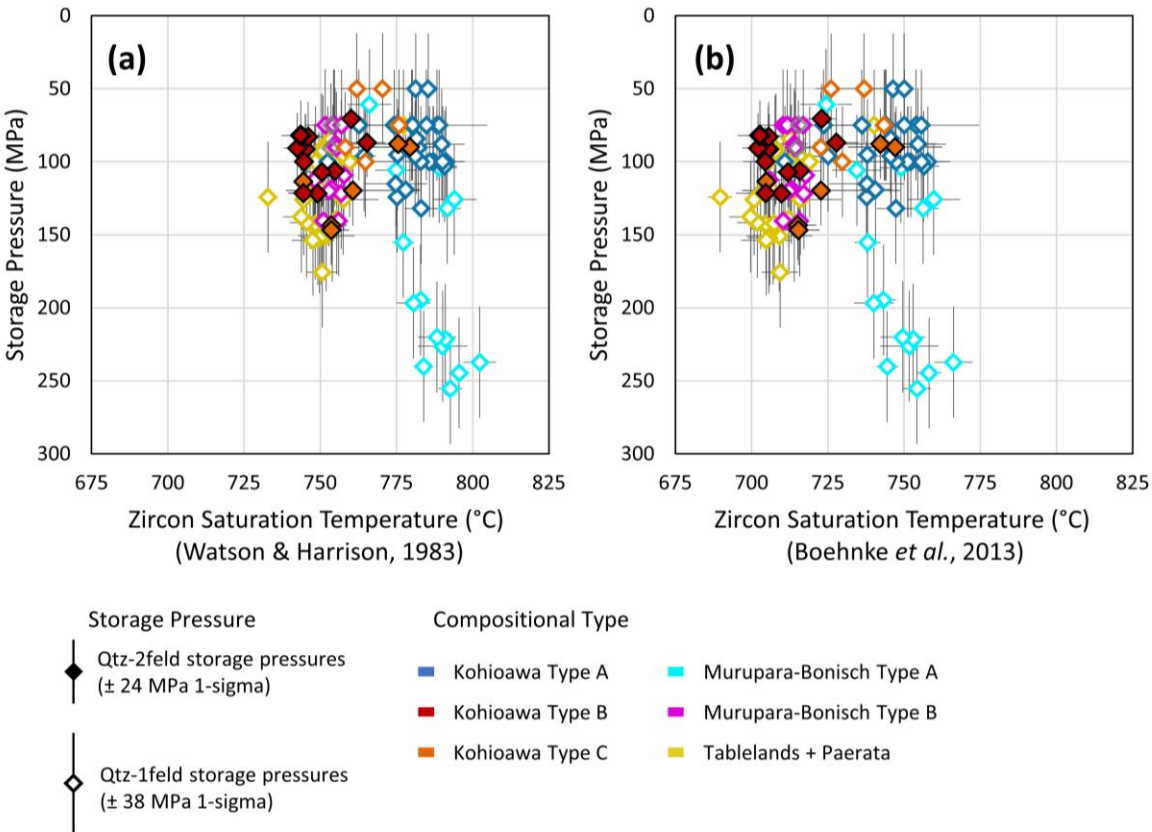 (a)
Storage Pressure (MPa)
0
50
100
150
200
250
300
675 700 725 750 775 800 825
Zircon Saturation Temperature (°C)
(Watson & Harrison, 1983)
(b)
Storage Pressure (MPa)
0
50
100
150
200
250
300
675 700 725 750 775 800 825
Zircon Saturation Temperature (°C)
(Boehnke et al., 2013)
Storage Pressure
Qtz-2feld storage pressures
(± 24 MPa 1-sigma)
Qtz-1feld storage pressures
(± 38 MPa 1-sigma)
Compositional Type
Kohioawa Type A
Kohioawa Type B
Kohioawa Type C
Murupara-Bonisch Type A
Murupara-Bonisch Type B
Tablelands + Paerata